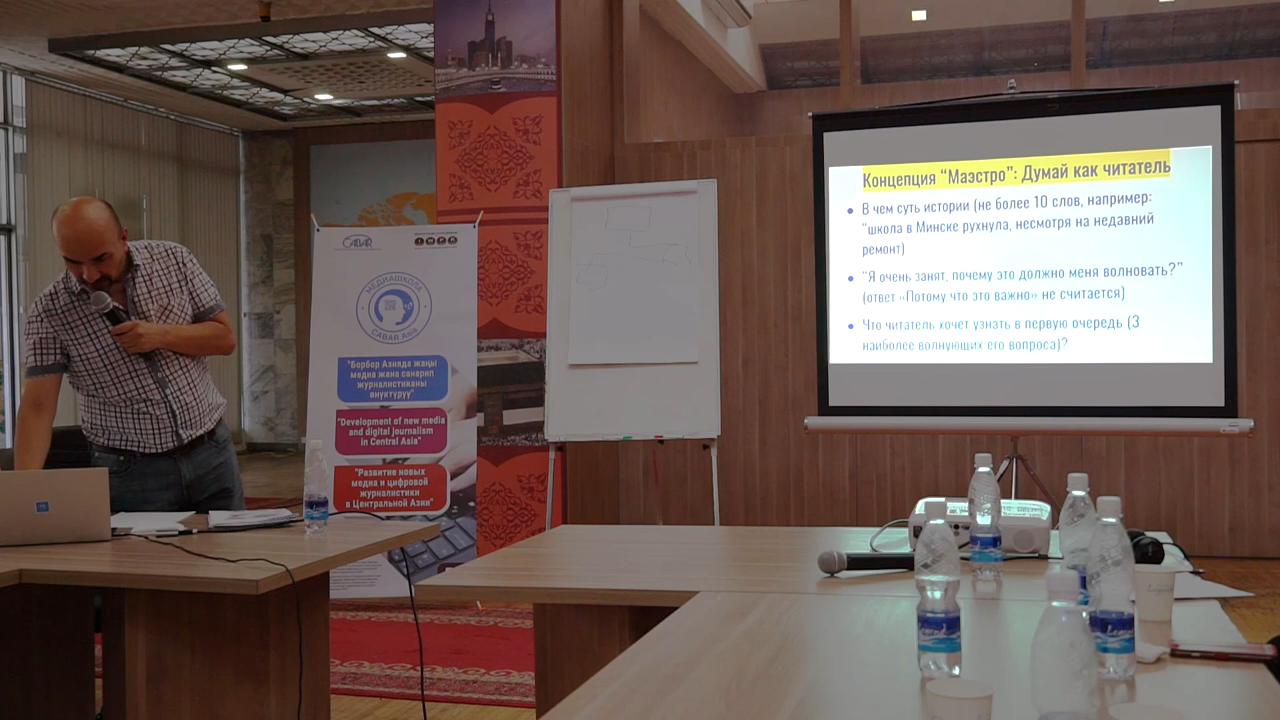 CABAR
IWPR
МЕДИАШКОЛА
CABAR Asia
"Борбор Азияда жаңы
медиа жана санарип
журналистиканы
өнүктүрүү"
"Development of new media
and digital journalism
in Central Asia"
"Развитие новых
медиа и цифровой
журналистики
в Центральной Азии"
Концепция "Маэстро": Думай как читатель
• В чем суть истории (не более 10 слов, например:
"школа в Минске рухнула, несмотря на недавний
ремонт)
• "Я очень занят, почему это должно меня волновать?"
(ответ «Потому что это важно» не считается)
• Что читатель хочет узнать в первую очередь (3
наиболее волнующих его вопроса)?